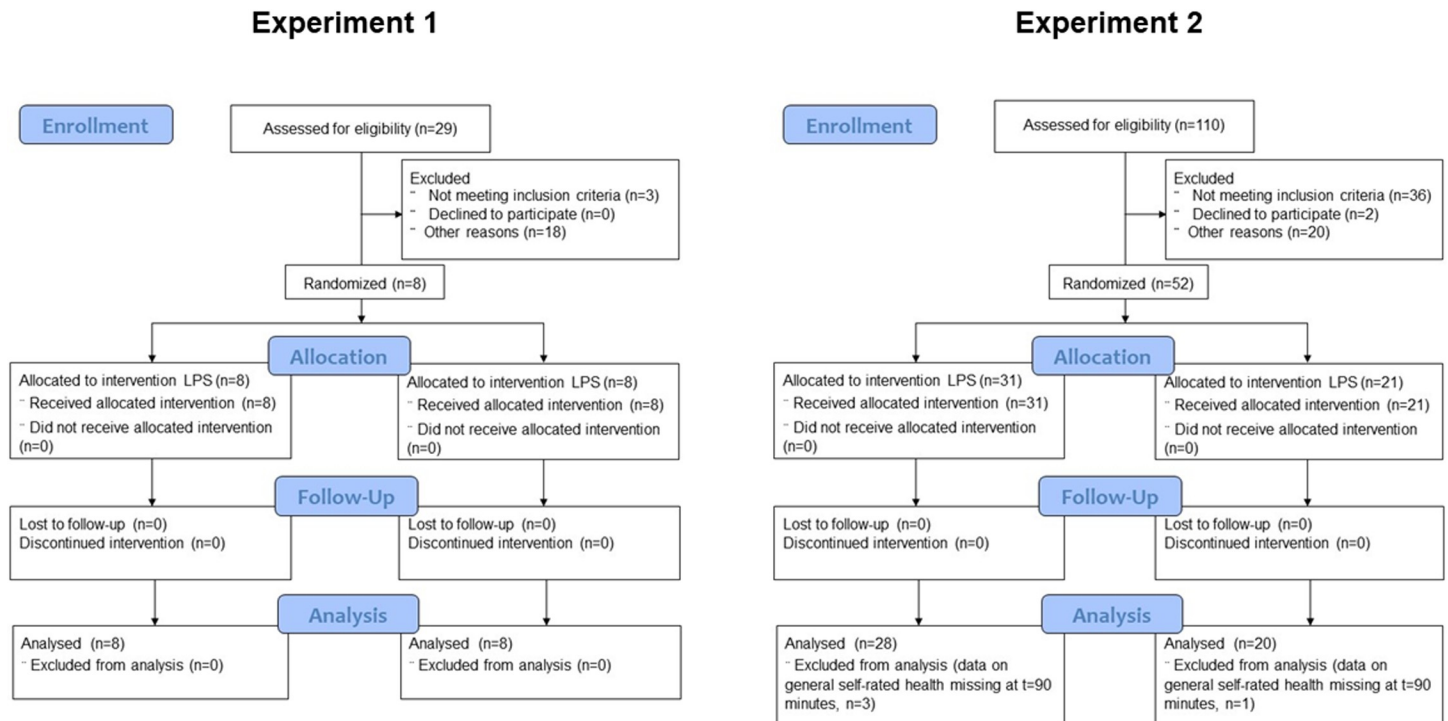 Experiment 1
Enrollment
Assessed for eligibility (n=29)
Excluded
¨ Not meeting inclusion criteria (n=3)
¨ Declined to participate (n=0)
¨ Other reasons (n=18)
Randomized (n=8)
Allocation
Allocated to intervention LPS (n=8)
¨ Received allocated intervention (n=8)
¨ Did not receive allocated intervention
(n=0)
Allocated to intervention LPS (n=8)
¨ Received allocated intervention (n=8)
¨ Did not receive allocated intervention
(n=0)
Follow-Up
Lost to follow-up (n=0)
Discontinued intervention (n=0)
Lost to follow-up (n=0)
Discontinued intervention (n=0)
Analysis
Analysed (n=8)
¨ Excluded from analysis (n=0)
Analysed (n=8)
¨ Excluded from analysis (n=0)
Experiment 2
Enrollment
Assessed for eligibility (n=110)
Excluded
¨ Not meeting inclusion criteria (n=36)
¨ Declined to participate (n=2)
¨ Other reasons (n=20)
Randomized (n=52)
Allocation
Allocated to intervention LPS (n=31)
¨ Received allocated intervention (n=31)
¨ Did not receive allocated intervention
(n=0)
Allocated to intervention LPS (n=21)
¨ Received allocated intervention (n=21)
¨ Did not receive allocated intervention
(n=0)
Follow-Up
Lost to follow-up (n=0)
Discontinued intervention (n=0)
Lost to follow-up (n=0)
Discontinued intervention (n=0)
Analysis
Analysed (n=28)
¨ Excluded from analysis (data on
general self-rated health missing at t=90
minutes, n=3)
Analysed (n=20)
¨ Excluded from analysis (data on
general self-rated health missing at t=90
minutes, n=1)